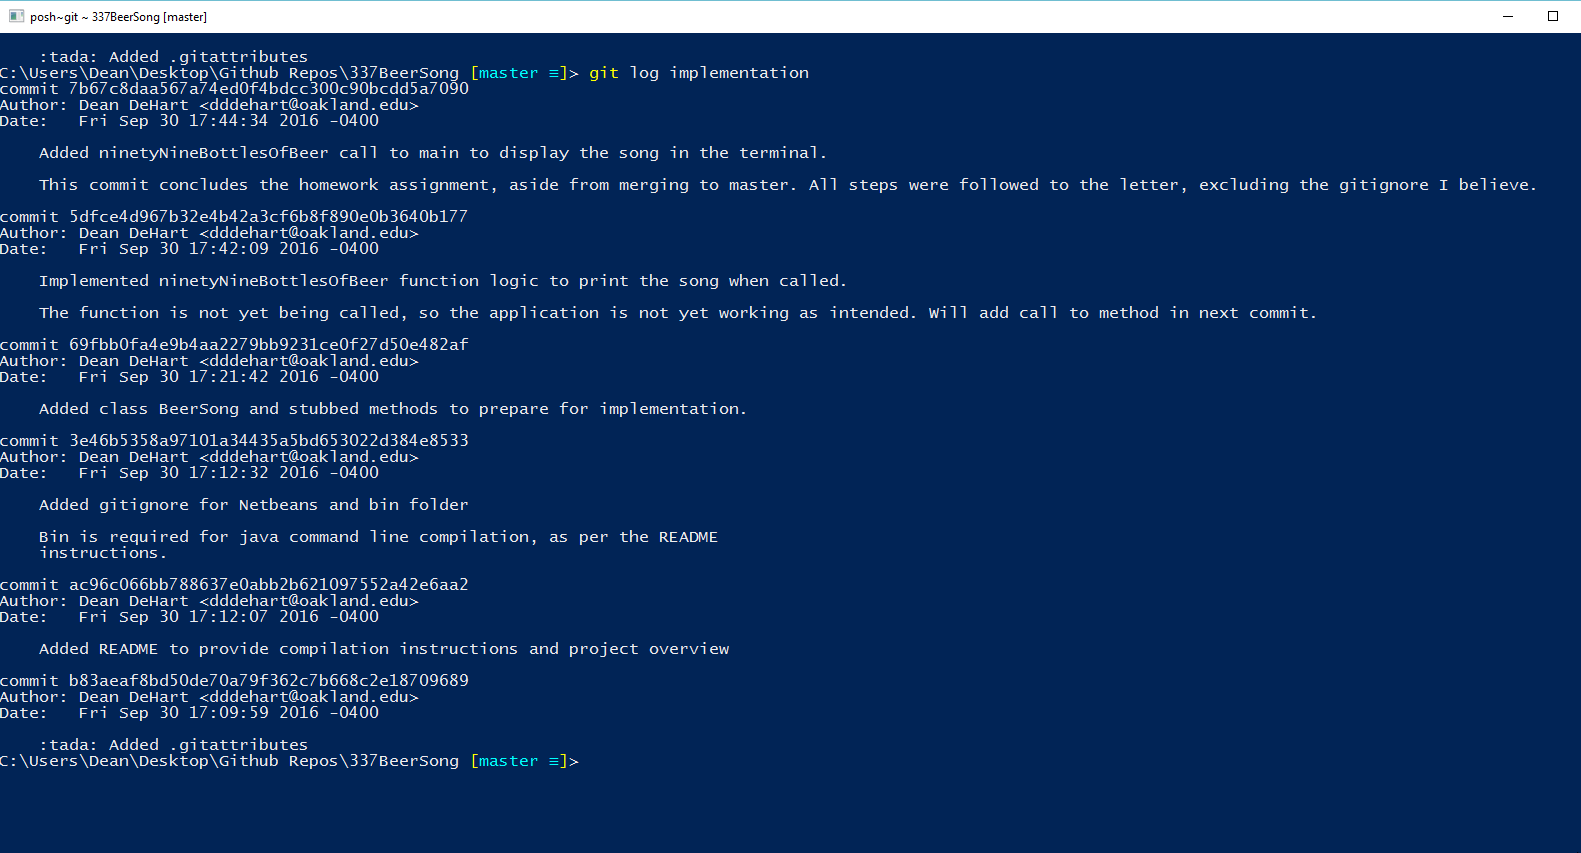 posh~git ~ 337BeerSong [master]
:tada: Added .gitattributes
C:\Users\Dean\Desktop\Github Repos\337BeerSong [master ≡]> git log implementation
commit 7b67c8daa567a74ed0f4bdcc300c90bcdd5a7090
Author: Dean DeHart <dddehart@oakland.edu>
Date:   Fri Sep 30 17:44:34 2016 -0400
Added ninetyNineBottlesOfBeer call to main to display the song in the terminal.
This commit concludes the homework assignment, aside from merging to master. All steps were followed to the letter, excluding the gitignore I believe.
commit 5dfce4d967b32e4b42a3cf6b8f890e0b3640b177
Author: Dean DeHart <dddehart@oakland.edu>
Date:   Fri Sep 30 17:42:09 2016 -0400
Implemented ninetyNineBottlesOfBeer function logic to print the song when called.
The function is not yet being called, so the application is not yet working as intended. Will add call to method in next commit.
commit 69fbb0fa4e9b4aa2279bb9231ce0f27d50e482af
Author: Dean DeHart <dddehart@oakland.edu>
Date:   Fri Sep 30 17:21:42 2016 -0400
Added class BeerSong and stubbed methods to prepare for implementation.
commit 3e46b5358a97101a34435a5bd653022d384e8533
Author: Dean DeHart <dddehart@oakland.edu>
Date:   Fri Sep 30 17:12:32 2016 -0400
Added gitignore for Netbeans and bin folder
Bin is required for java command line compilation, as per the README
instructions.
commit ac96c066bb788637e0abb2b621097552a42e6aa2
Author: Dean DeHart <dddehart@oakland.edu>
Date:   Fri Sep 30 17:12:07 2016 -0400
Added README to provide compilation instructions and project overview
commit b83aeaf8bd50de70a79f362c7b668c2e18709689
Author: Dean DeHart <dddehart@oakland.edu>
Date:   Fri Sep 30 17:09:59 2016 -0400
:tada: Added .gitattributes
C:\Users\Dean\Desktop\Github Repos\337BeerSong [master ≡]>